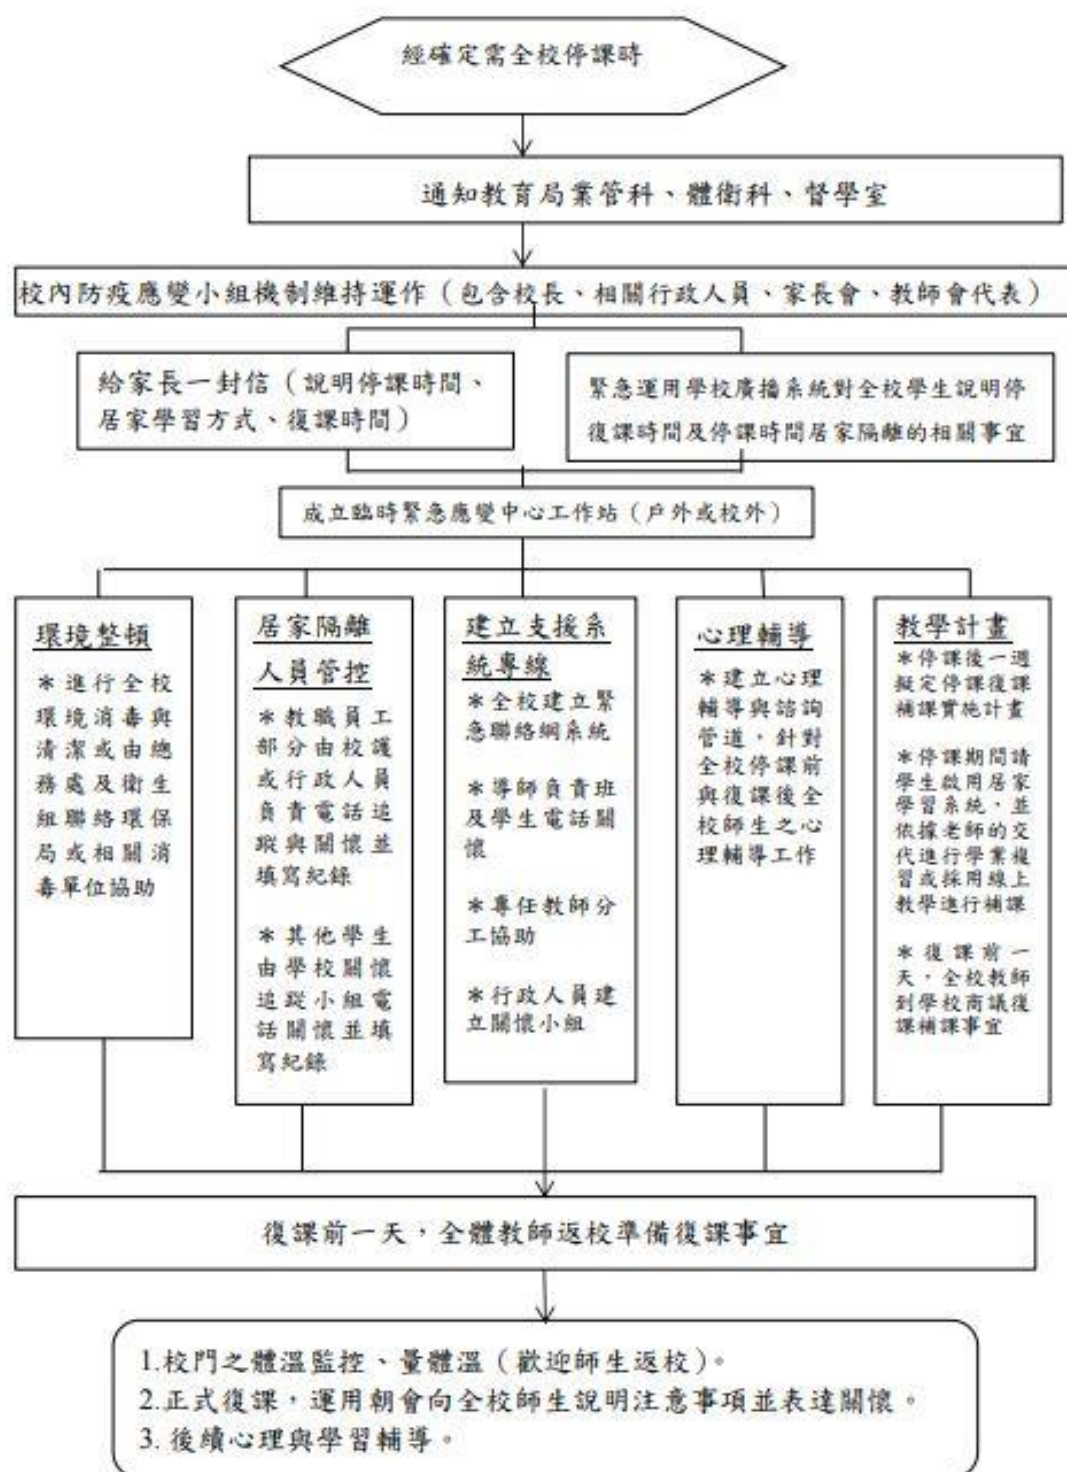 經確定需全校停課時
通知教育局業管科、體衛科、督學室
校內防疫應變小組機制維持運作（包含校長、相關行政人員、家長會、教師會代表）
給家長一封信（說明停課時間、
居家學習方式、復課時間）
緊急運用學校廣播系統對全校學生說明停
復課時間及停課時間居家隔離的相關事宜
成立臨時緊急應變中心工作站（戶外或校外）
環境整頓
＊進行全校
環境消毒與
清潔或由總
務處及衛生
組聯絡環保
局或相關消
毒單位協助
居家隔離
人員管控
＊教職員工
部分由校護
或行政人員
負責電話追
蹤與關懷並
填寫紀錄
＊其他學生
由學校關懷
追蹤小組電
話關懷並填
寫紀錄
建立支援系
統專線
＊全校建立緊
急聯絡網系統
＊導師負責班
及學生電話關
懷
＊專任教師分
工協助
＊行政人員建
立關懷小組
心理輔導
＊建立心理
輔導與諮詢
管道，針對
全校停課前
與復課後全
校師生之心
理輔導工作
教學計畫
＊停課後一週
擬定停課復課
補課實施計畫
＊停課期間請
學生啟用居家
學習系統，並
依據老師的交
代進行學業複
習或採用線上
教學進行補課
＊復課前一
天，全校教師
到學校商議復
課補課事宜
復課前一天，全體教師返校準備復課事宜
1.校門之體溫監控、量體溫（歡迎師生返校）。
2.正式復課，運用朝會向全校師生說明注意事項並表達關懷。
3. 後續心理與學習輔導。